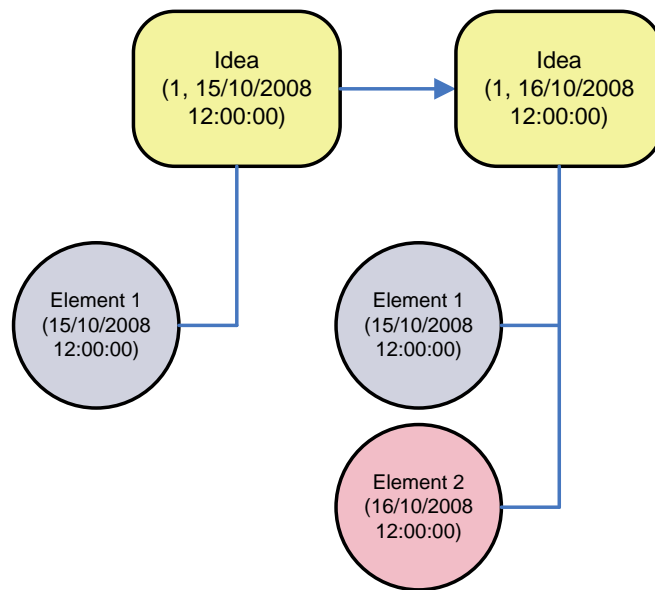 Idea
(1, 15/10/2008
12:00:00)
Idea
(1, 16/10/2008
12:00:00)
Element 1
(15/10/2008
12:00:00)
Element 1
(15/10/2008
12:00:00)
Element 2
(16/10/2008
12:00:00)